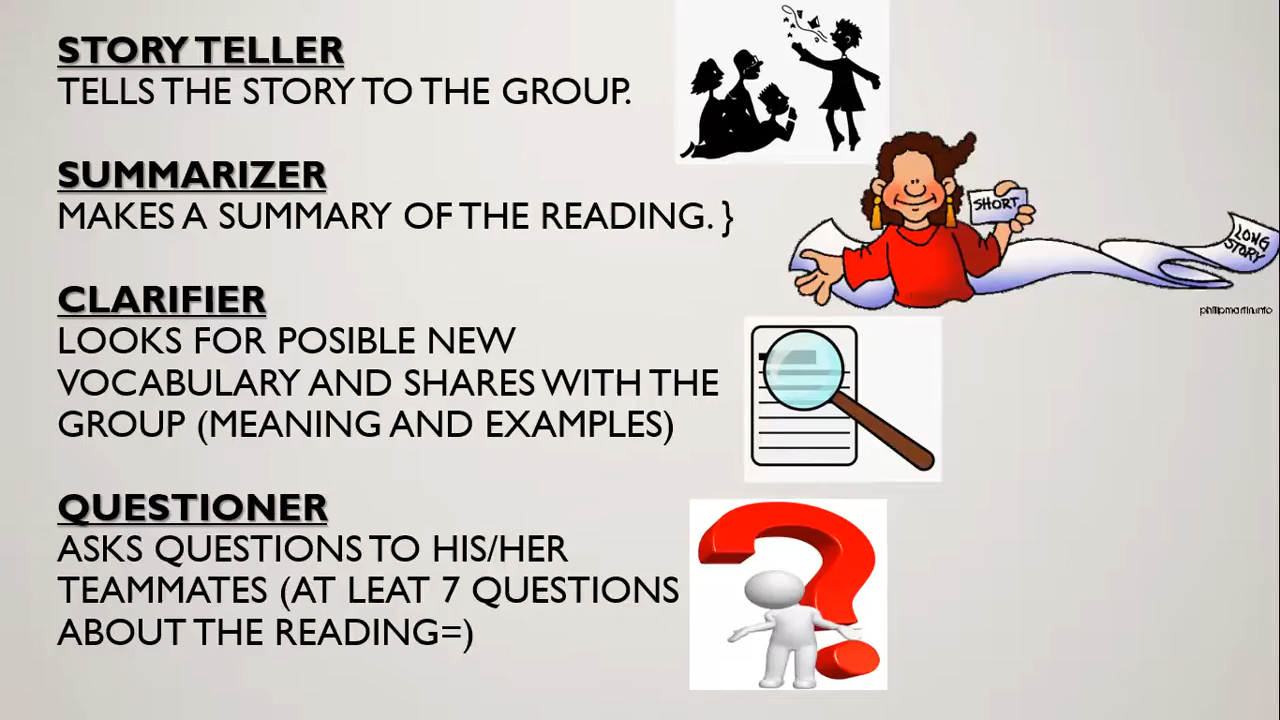 STORY TELLER
TELLS THE STORY TO THE GROUP.
SUMMARIZER
MAKES A SUMMARY OF THE READING. }
CLARIFIER
LOOKS FOR POSIBLE NEW
VOCABULARY AND SHARES WITH THE
GROUP (MEANING AND EXAMPLES)
QUESTIONER
ASKS QUESTIONS TO HIS/HER
TEAMMATES (AT LEAT 7 QUESTIONS
ABOUT THE READING=)
SHORT
LONG
STORY
phillipmartin.info